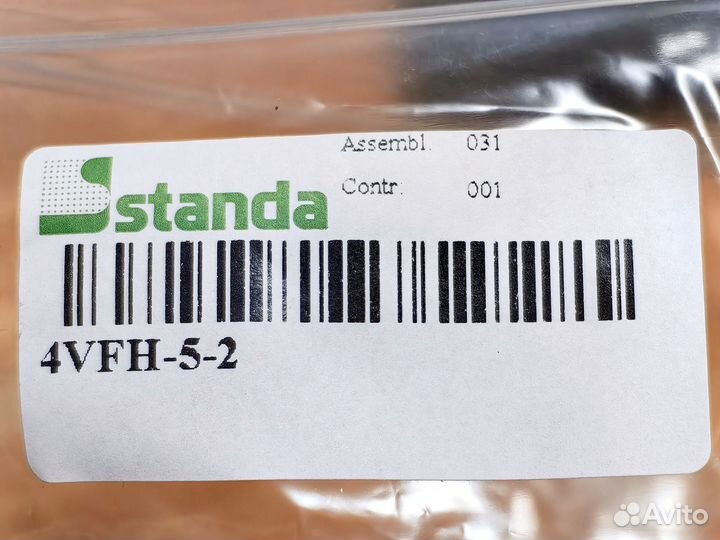 standa
Assembl. 031
Contr: 001
4VFH-5-2
Avito